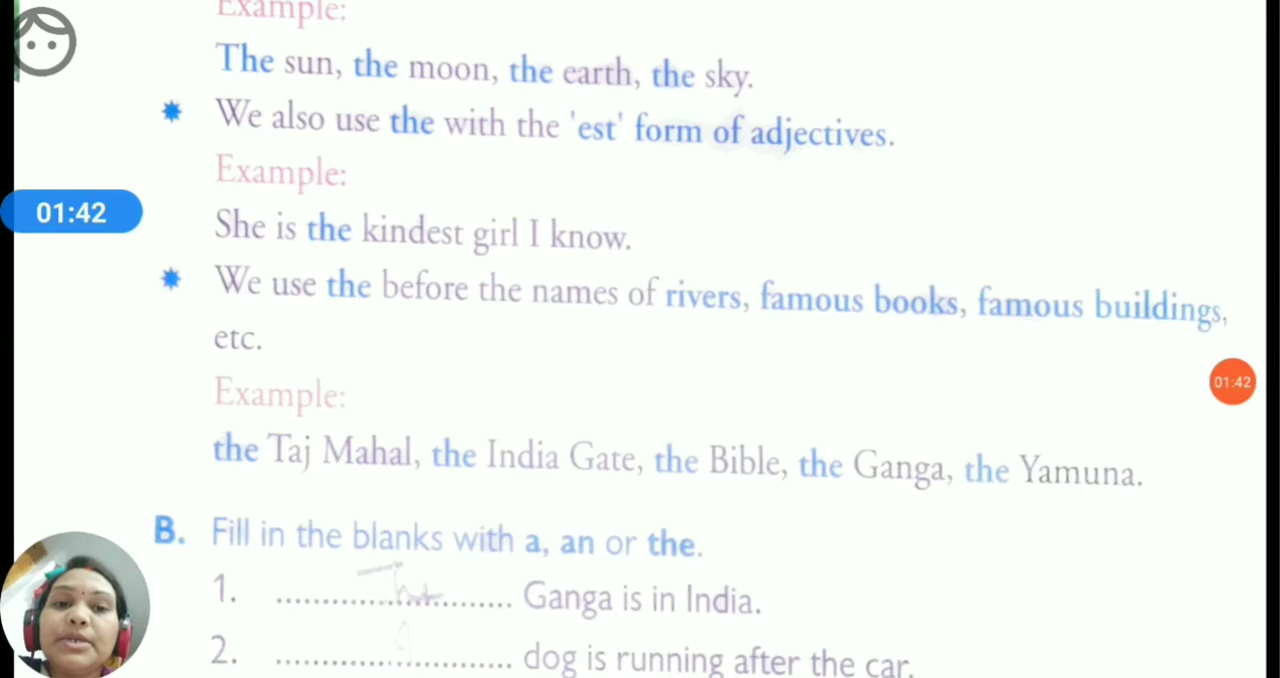 Example:
The sun, the moon, the earth, the sky.
We also use the with the 'est' form of adjectives.
Example:
01:42
She is the kindest girl I know.
We use the before the names of rivers, famous books, famous buildings,
etc.
01:42
Example:
the Taj Mahal, the India Gate, the Bible, the Ganga, the Yamuna.
B. Fill in the blanks with a, an or the.
1. ........The........ Ganga is in India.
2. ................ dog is running after the car.